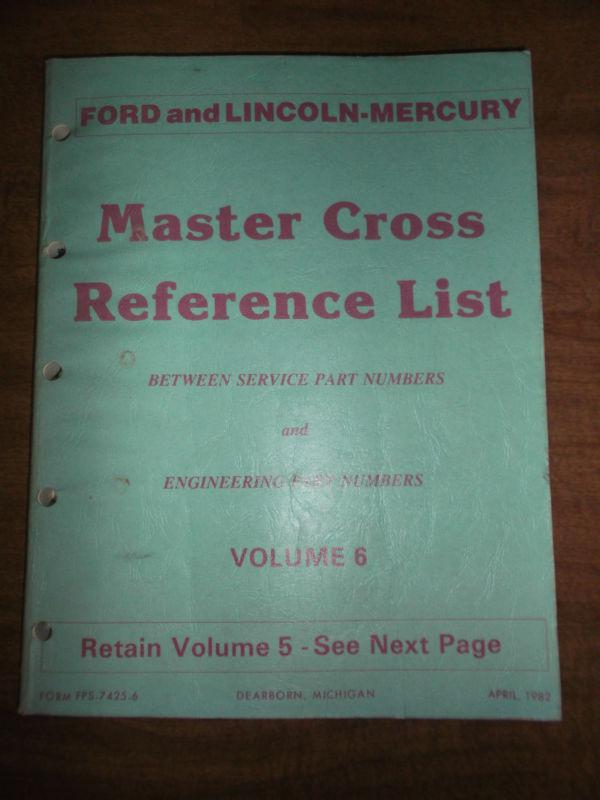 FORD and LINCOLN-MERCURY
Master Cross
Reference List
BETWEEN SERVICE PART NUMBERS
and
ENGINEERING PART NUMBERS
VOLUME 6
Retain Volume 5 - See Next Page
FORM FPS-7425-6 DEARBORN, MICHIGAN APRIL, 1982